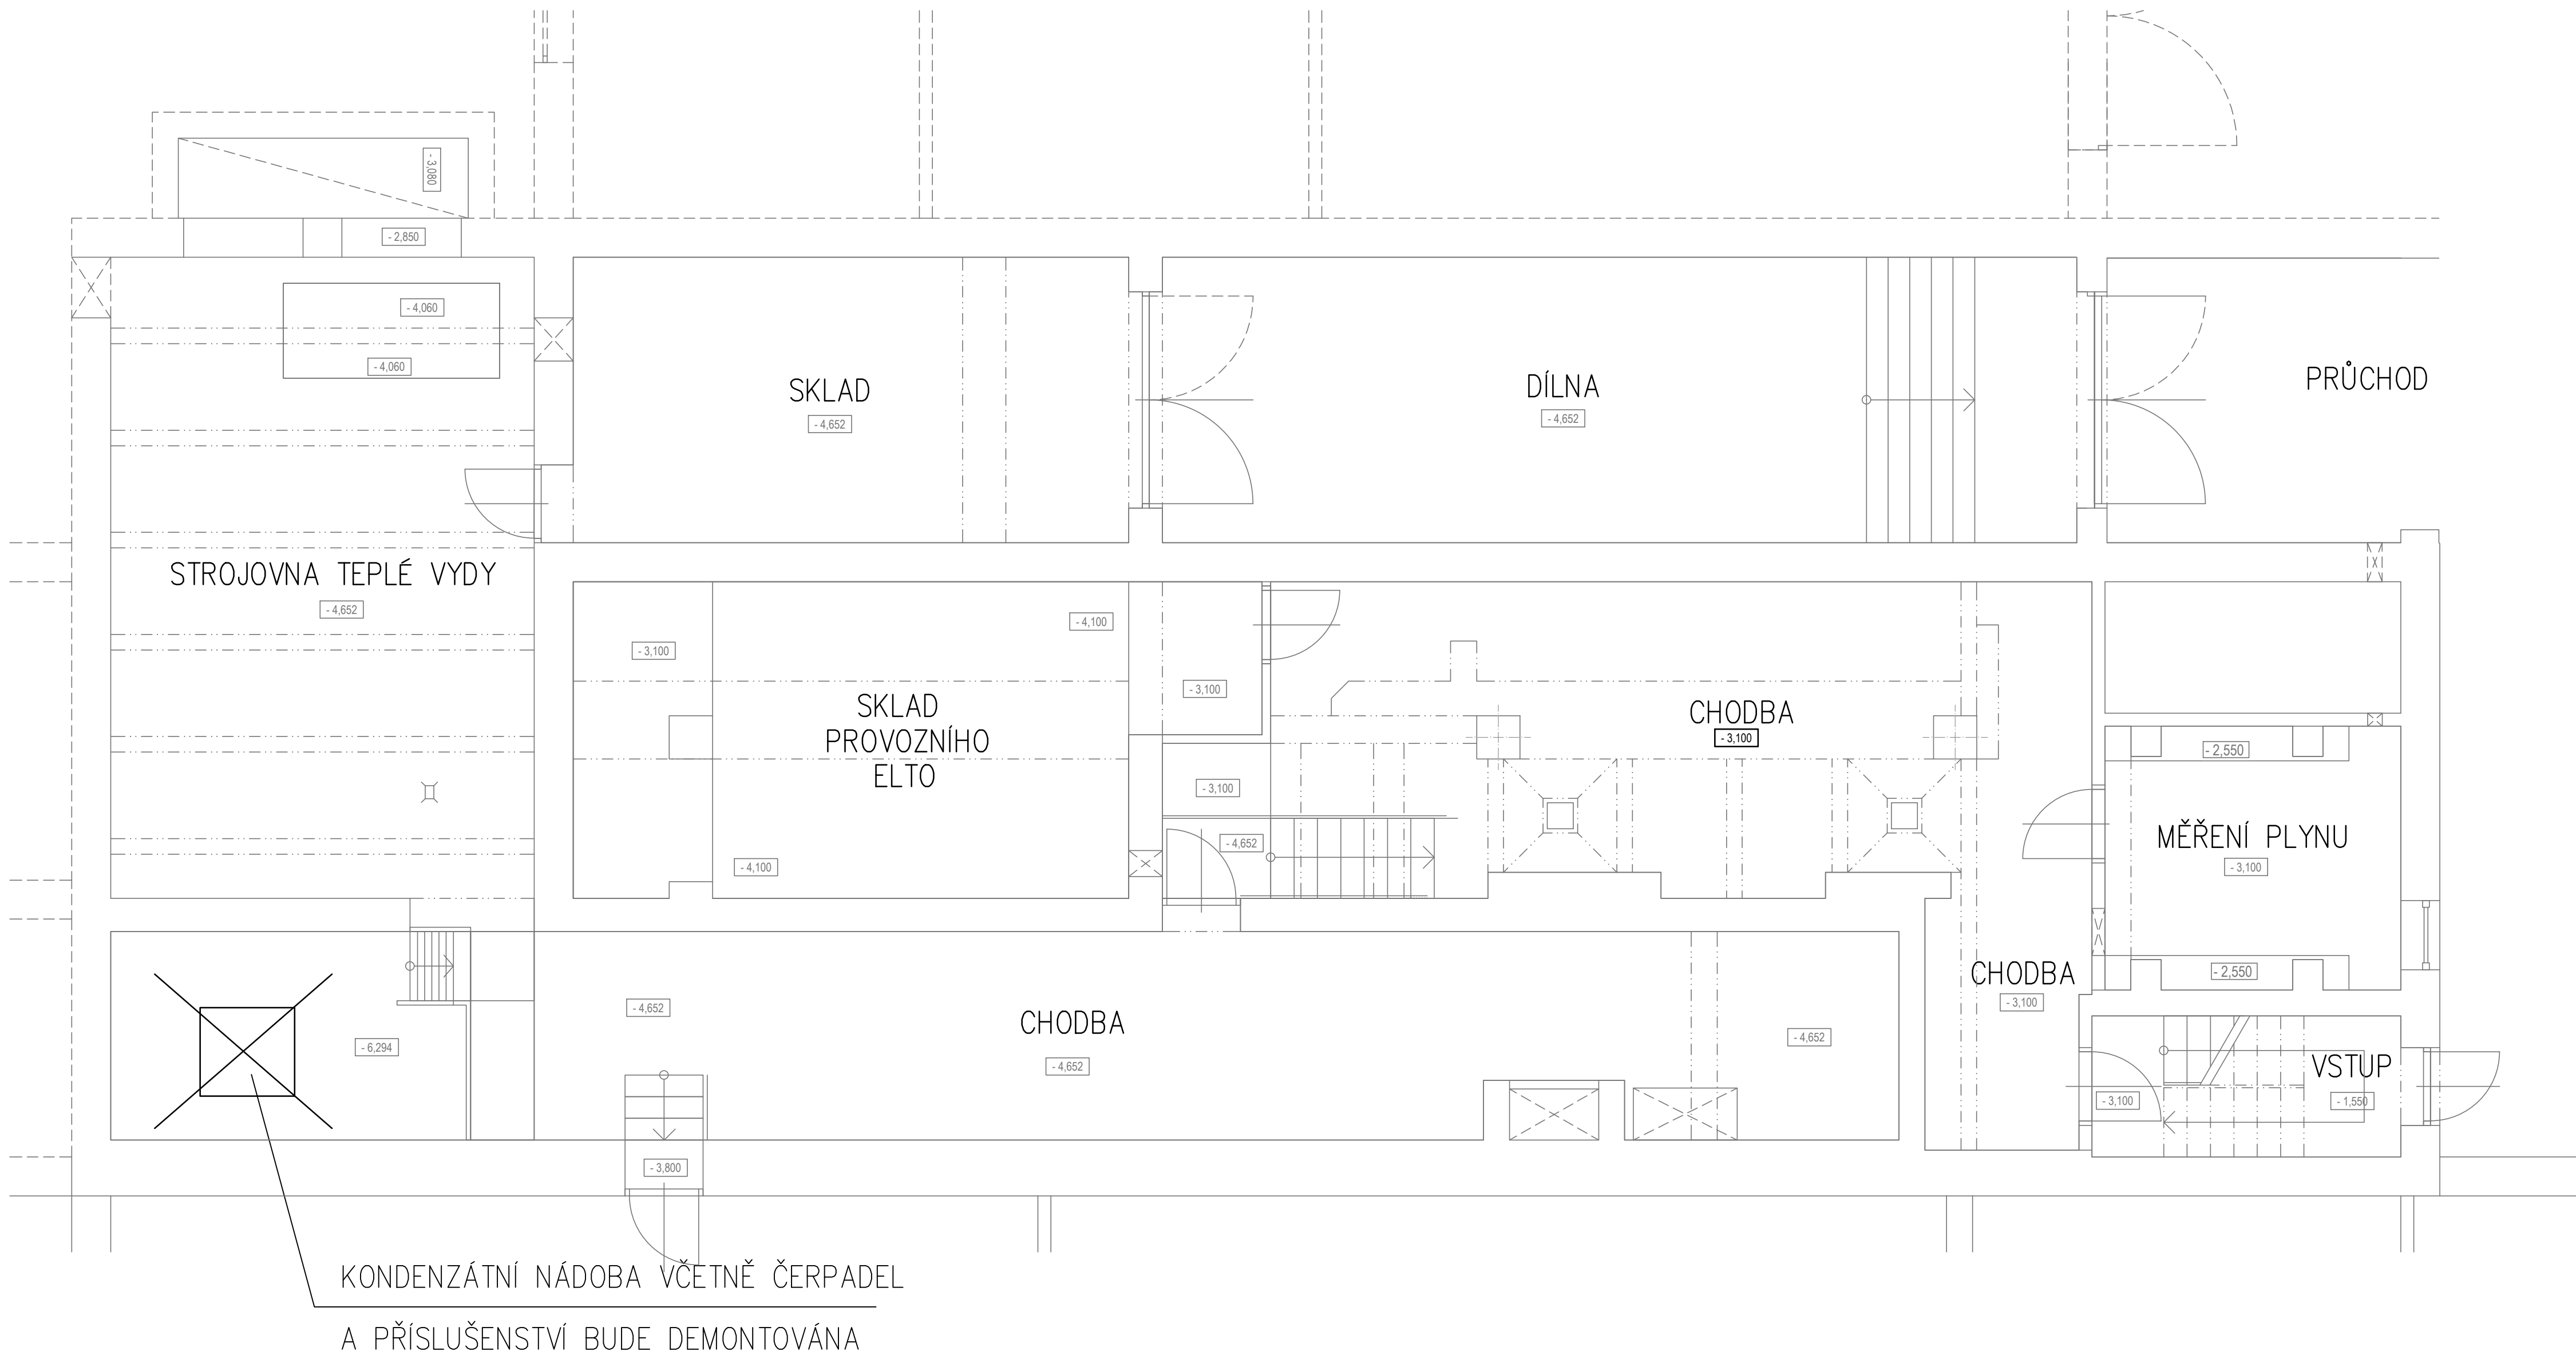 - 3,080
- 2,850
- 4,060
- 4,060
SKLAD
- 4,652
DÍLNA
- 4,652
PRŮCHOD
STROJOVNA TEPLÉ VYDY
- 4,652
- 3,100
- 4,100
SKLAD
PROVOZNÍHO
ELTO
- 4,100
- 3,100
- 3,100
- 4,652
CHODBA
- 3,100
- 2,550
MĚŘENÍ PLYNU
- 3,100
- 2,550
CHODBA
- 3,100
- 6,294
- 4,652
CHODBA
- 4,652
- 4,652
VSTUP
- 3,100
- 1,550
- 3,800
KONDENZÁTNÍ NÁDOBA VČETNĚ ČERPADEL
A PŘÍSLUŠENSTVÍ BUDE DEMONTOVÁNA